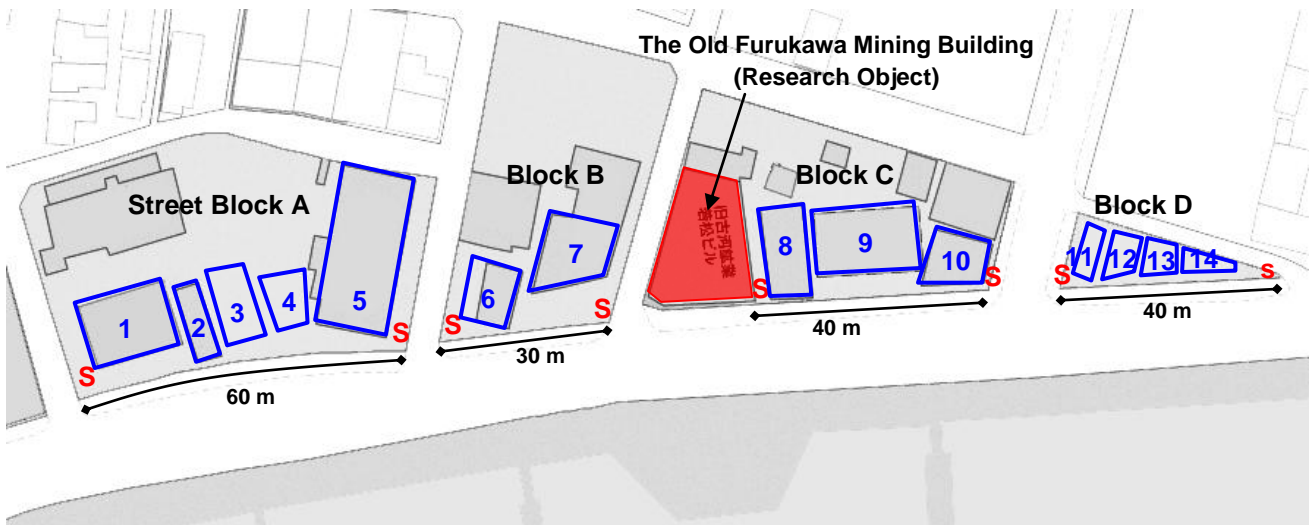 The Old Furukawa Mining Building
(Research Object)
Street Block A
Block B
Block C
Block D
旧古河鉱業
若松ビル
1
2
3
4
5
6
7
8
9
10
11
12
13
14
S
S
S
S
S
S
S
s
60 m
30 m
40 m
40 m